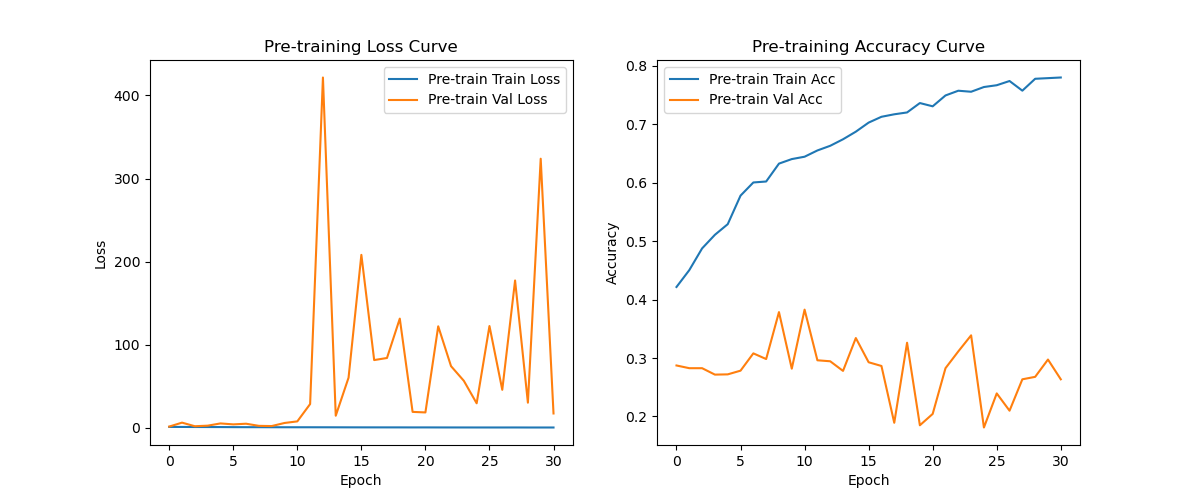 Pre-training Loss Curve
Pre-train Train Loss
Pre-train Val Loss
400
300
200
100
0
Loss
0 5 10 15 20 25 30
Epoch
Pre-training Accuracy Curve
Pre-train Train Acc
Pre-train Val Acc
0.8
0.7
0.6
0.5
0.4
0.3
0.2
Accuracy
0 5 10 15 20 25 30
Epoch